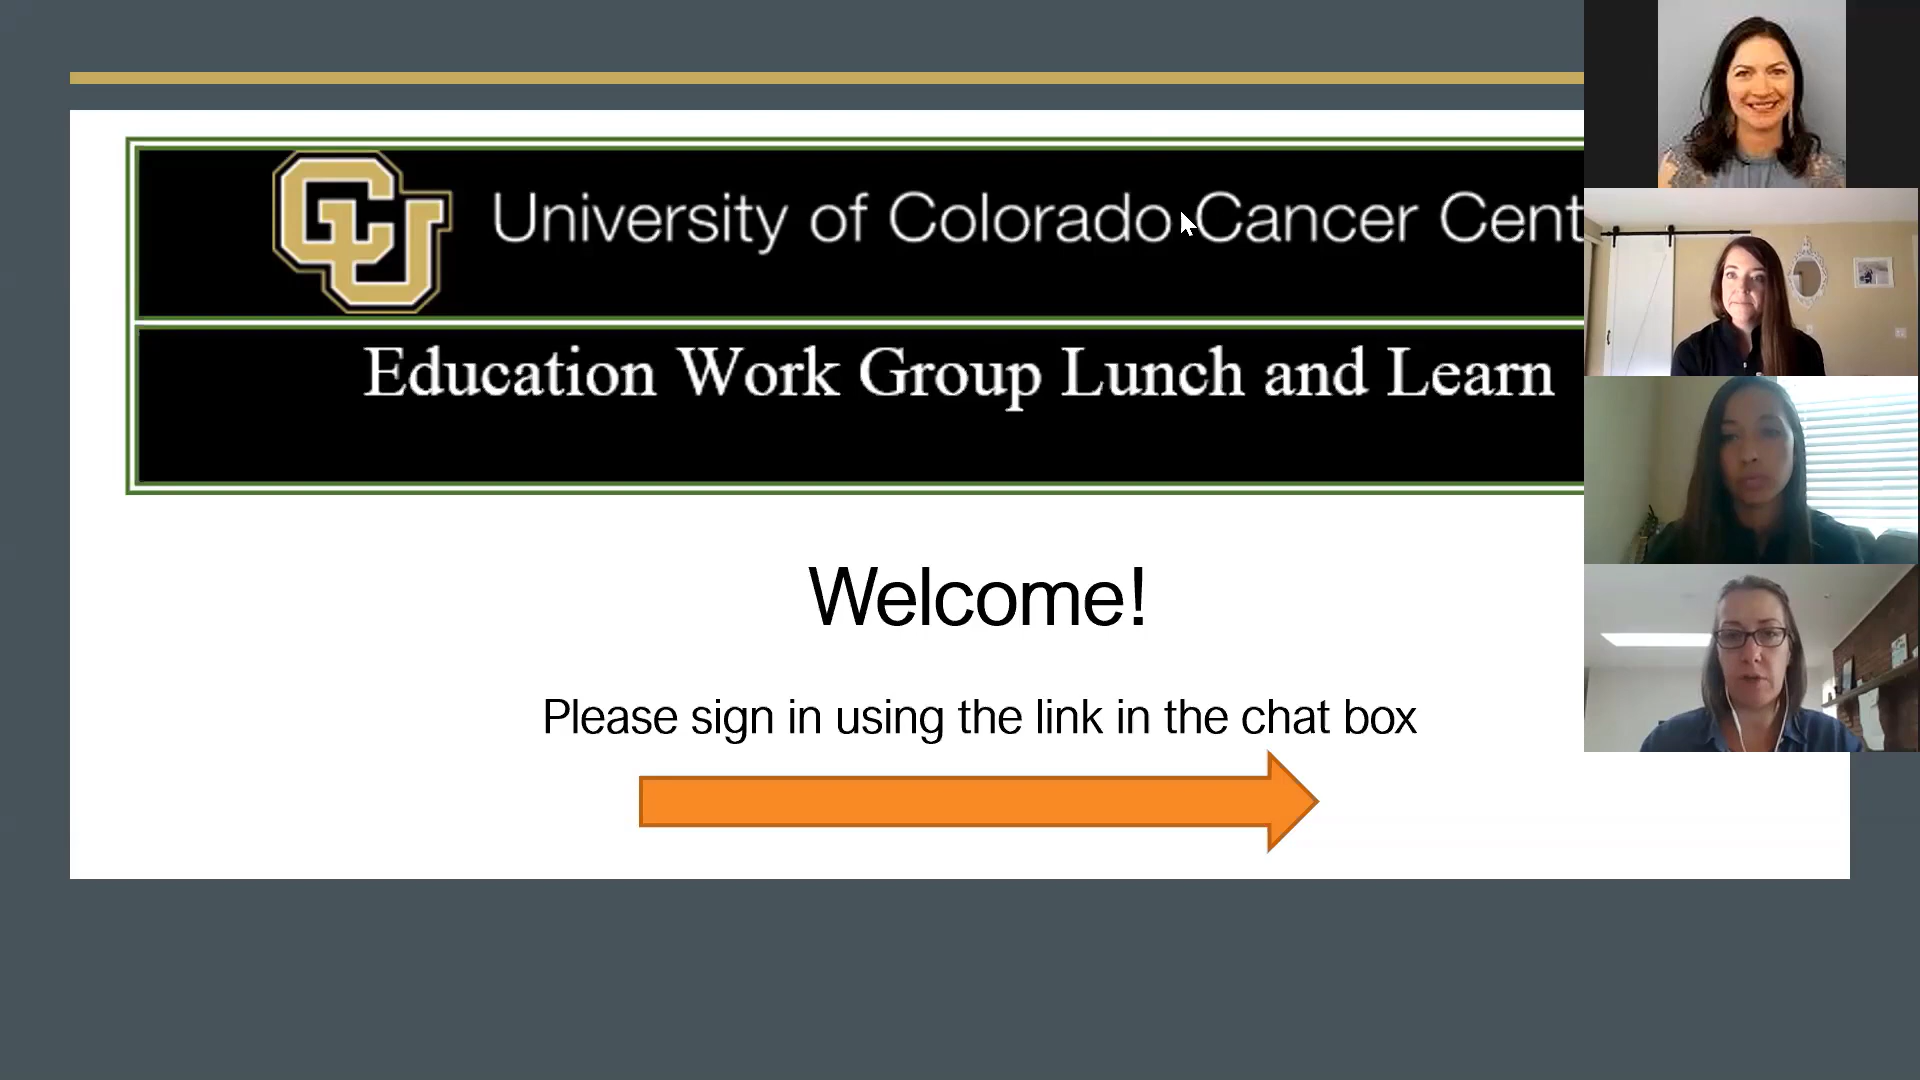 CU University of Colorado Cancer Cent
Education Work Group Lunch and Learn
Welcome!
Please sign in using the link in the chat box